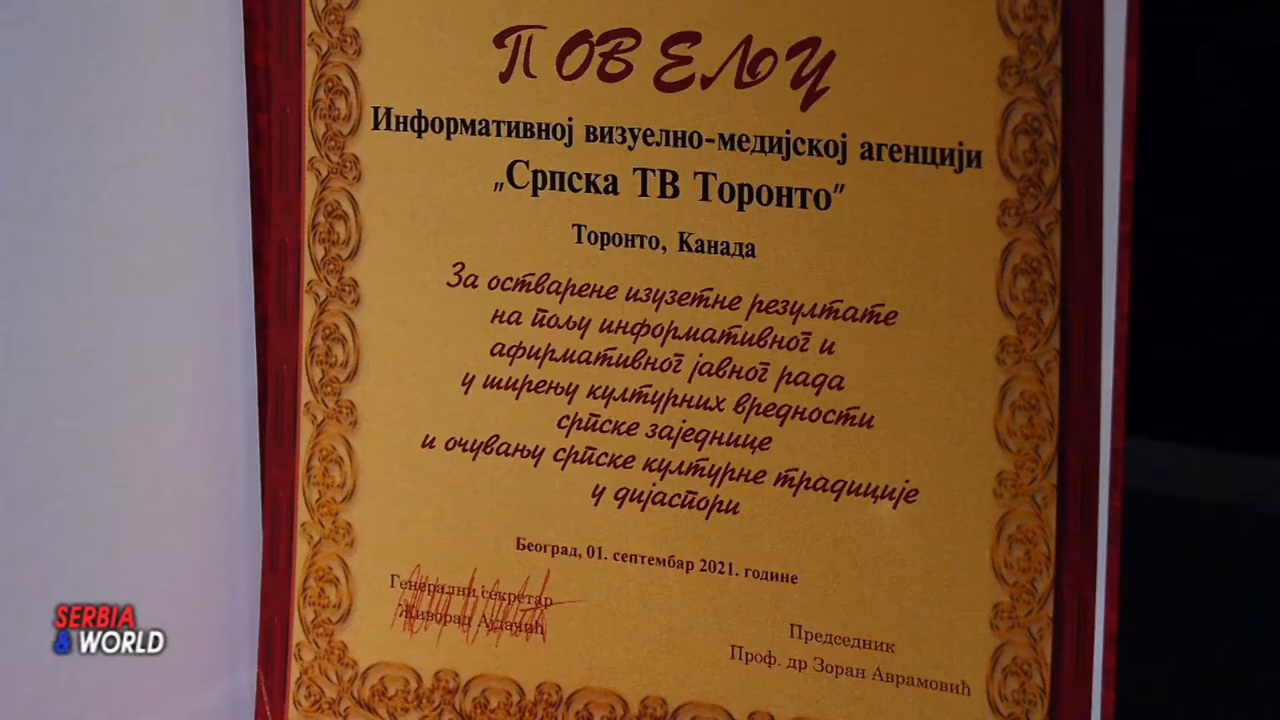 ПОВЕЉУ
Информативној визуелно-медијској агенцији
„Српска ТВ Торонто”
Торонто, Канада
За остварене изузетне резултате
на пољу информативног и
афирмативног јавног рада
у ширењу културних вредности
српске заједнице
и очувању српске културне традиције
у дијаспори
Београд, 01. септембар 2021. године
Генерални секретар
Живорад Ајдачић
Председник
Проф. др Зоран Аврамовић
SERBIA
& WORLD